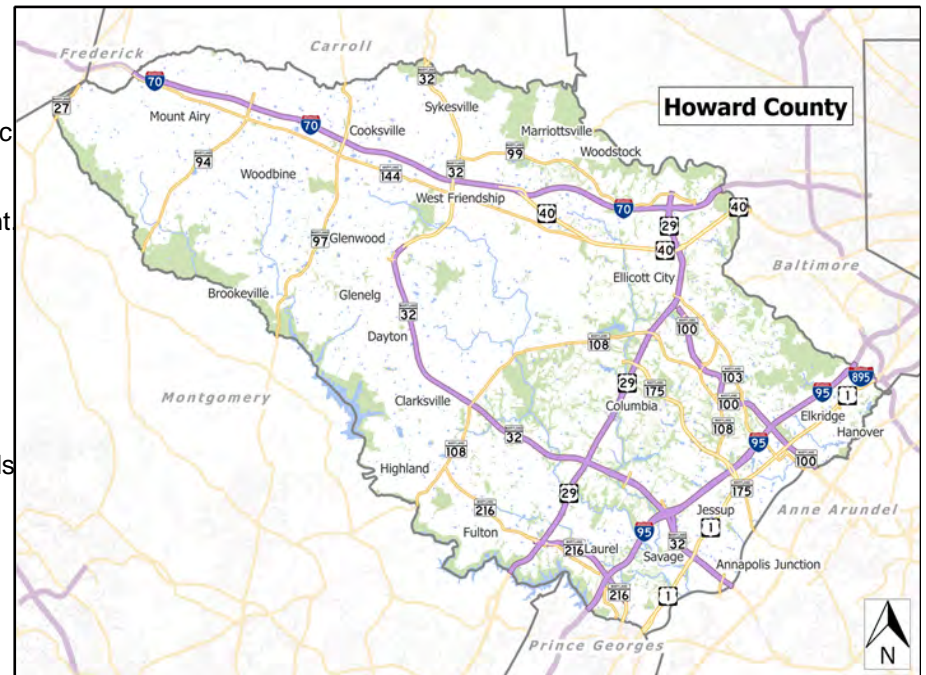 c
nt.
ls
Howard County
Frederick
Carroll
Baltimore
Montgomery
Anne Arundel
Prince Georges
Mount Airy
Cooksville
Sykesville
Marriottsville
Woodstock
Woodbine
West Friendship
Glenwood
Ellicott City
Brookeville
Glenelg
Dayton
Clarksville
Columbia
Elkridge
Hanover
Highland
Fulton
Laurel
Savage
Jessup
Annapolis Junction
70
27
70
94
32
99
32
144
97
40
70
29
40
40
32
108
100
29
175
103
100
108
95
895
1
95
100
175
32
108
216
29
95
1
32
216
216
1
N